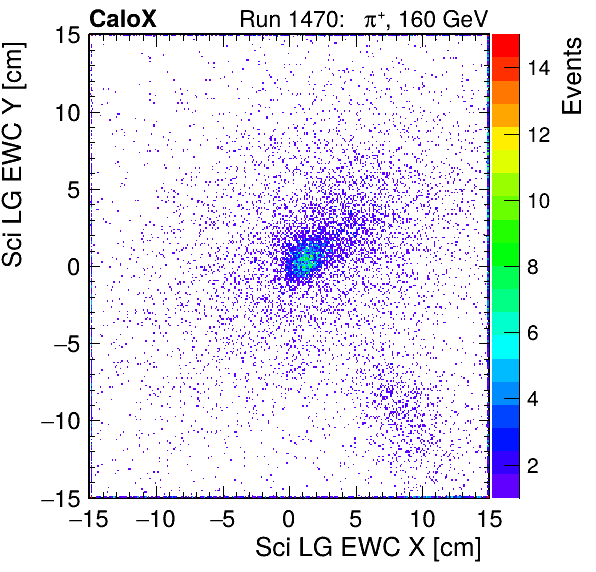 CaloX Run 1470: π+, 160 GeV
Sci LG EWC Y [cm]
15
10
5
0
−5
−10
−15
−15 −10 −5 0 5 10 15
Sci LG EWC X [cm]
Events
14
12
10
8
6
4
2